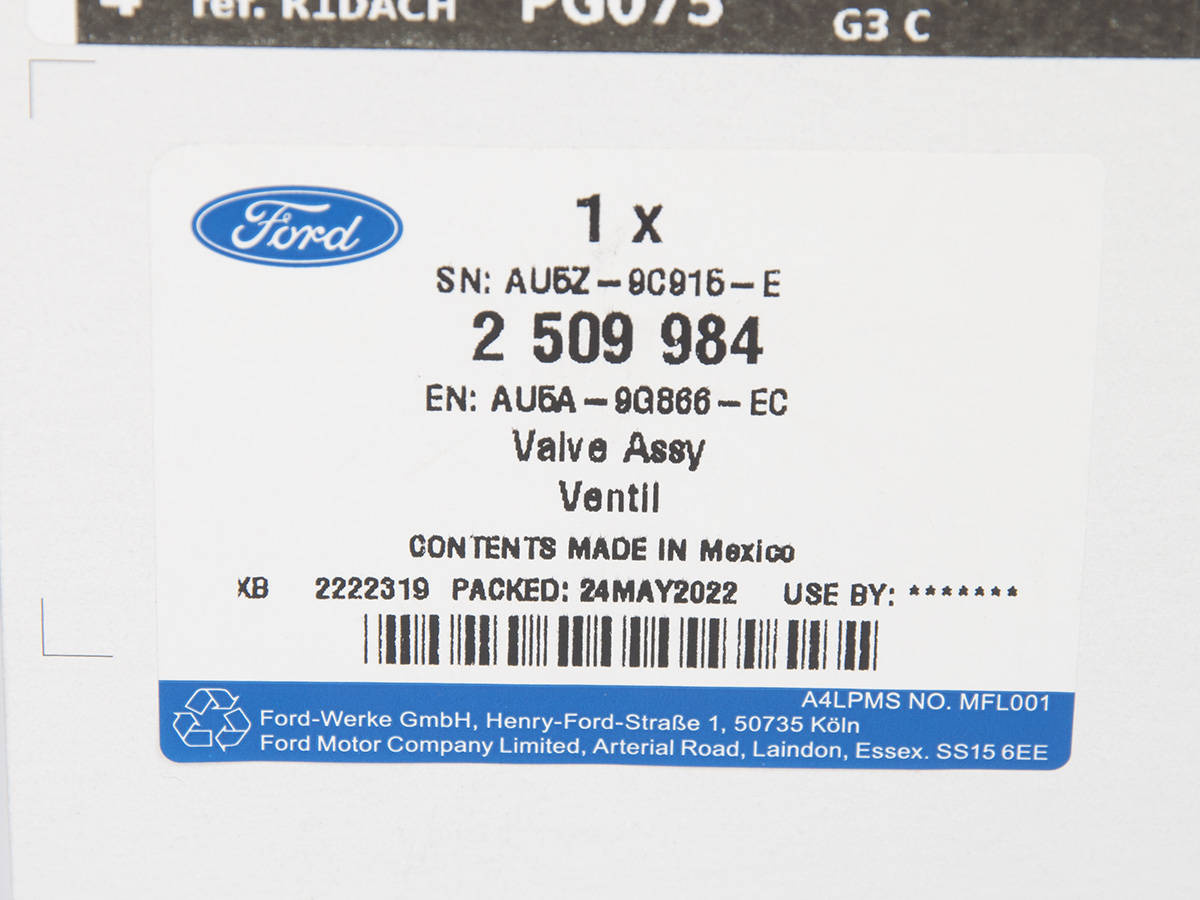 ref. R1DACH PG075
G3 C
Ford
1 x
SN: AU5Z-9C915-E
2 509 984
EN: AU5A-9G866-EC
Valve Assy
Ventil
CONTENTS MADE IN Mexico
XB 2222319 PACKED: 24MAY2022 USE BY: *******
A4LPMS NO. MFL001
Ford-Werke GmbH, Henry-Ford-Straße 1, 50735 Köln
Ford Motor Company Limited, Arterial Road, Laindon, Essex. SS15 6EE